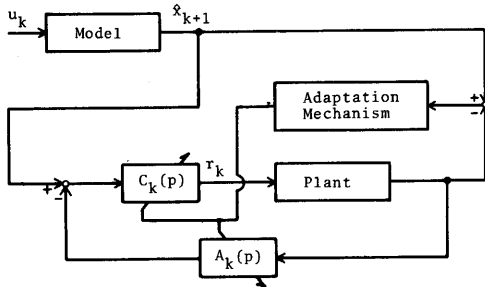 u_k
Model
x̂_{k+1}
Adaptation
Mechanism
+
-
+
-
C_k(p)
r_k
Plant
A_k(p)